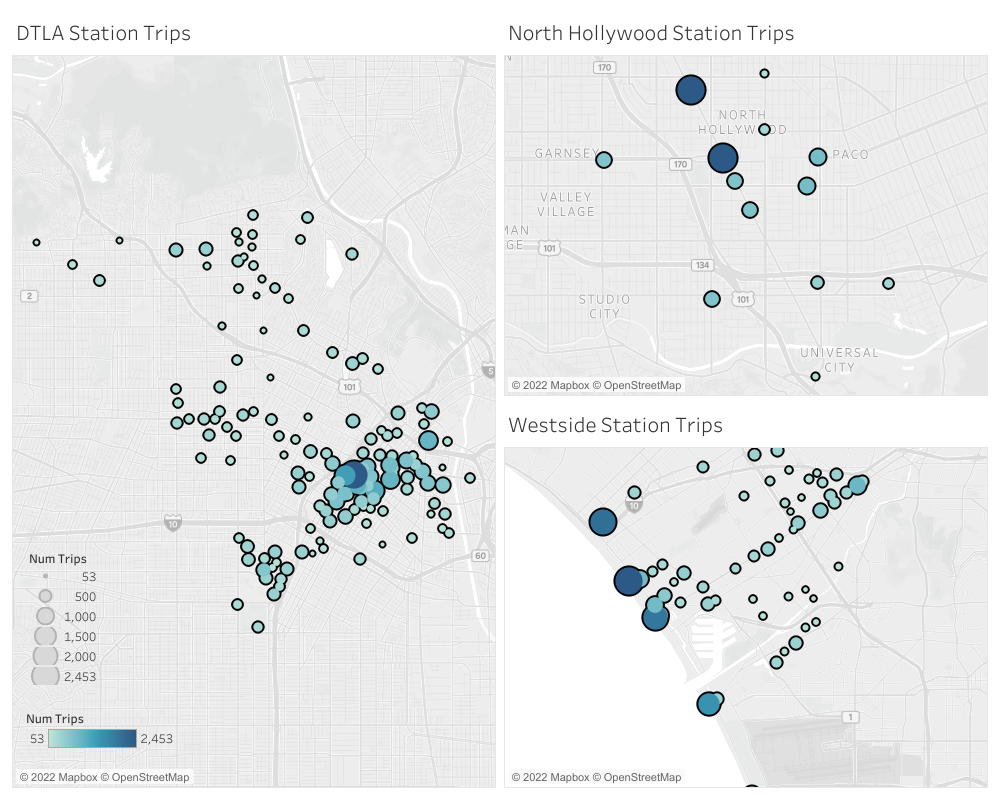 DTLA Station Trips
2
101
5
10
60
Num Trips
53
500
1,000
1,500
2,000
2,453
Num Trips
53
2,453
© 2022 Mapbox © OpenStreetMap
North Hollywood Station Trips
170
NORTH
HOLLYWOOD
GARNSEY
170
PACO
VALLEY
VILLAGE
MAN
GE
101
134
STUDIO
CITY
101
UNIVERSAL
CITY
© 2022 Mapbox © OpenStreetMap
Westside Station Trips
10
1
© 2022 Mapbox © OpenStreetMap